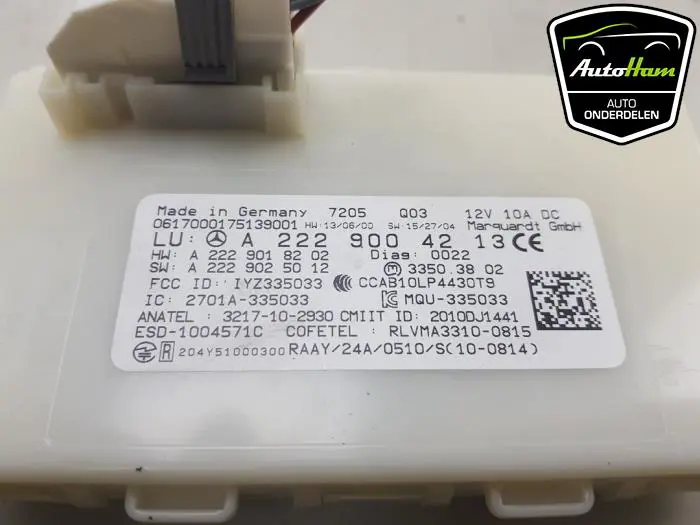 AutoHam
AUTO
ONDERDELEN
Made in Germany 7205 Q03 12V 10A DC
0617000175139001 HW:13/06/00 SW:15/27/04 Marquardt GmbH
LU: A 222 900 42 13 CE
HW: A 222 901 82 02 Diag: 0022
SW: A 222 902 50 12 3350.38 02
FCC ID: IYZ335033 CCAB10LP4430T9
IC: 2701A-335033 MQU-335033
ANATEL : 3217-10-2930 CMIIT ID: 2010DJ1441
ESD-1004571C COFETEL : RLVMA3310-0815
R 204Y51000300 RAAY/24A/0510/S(10-0814)